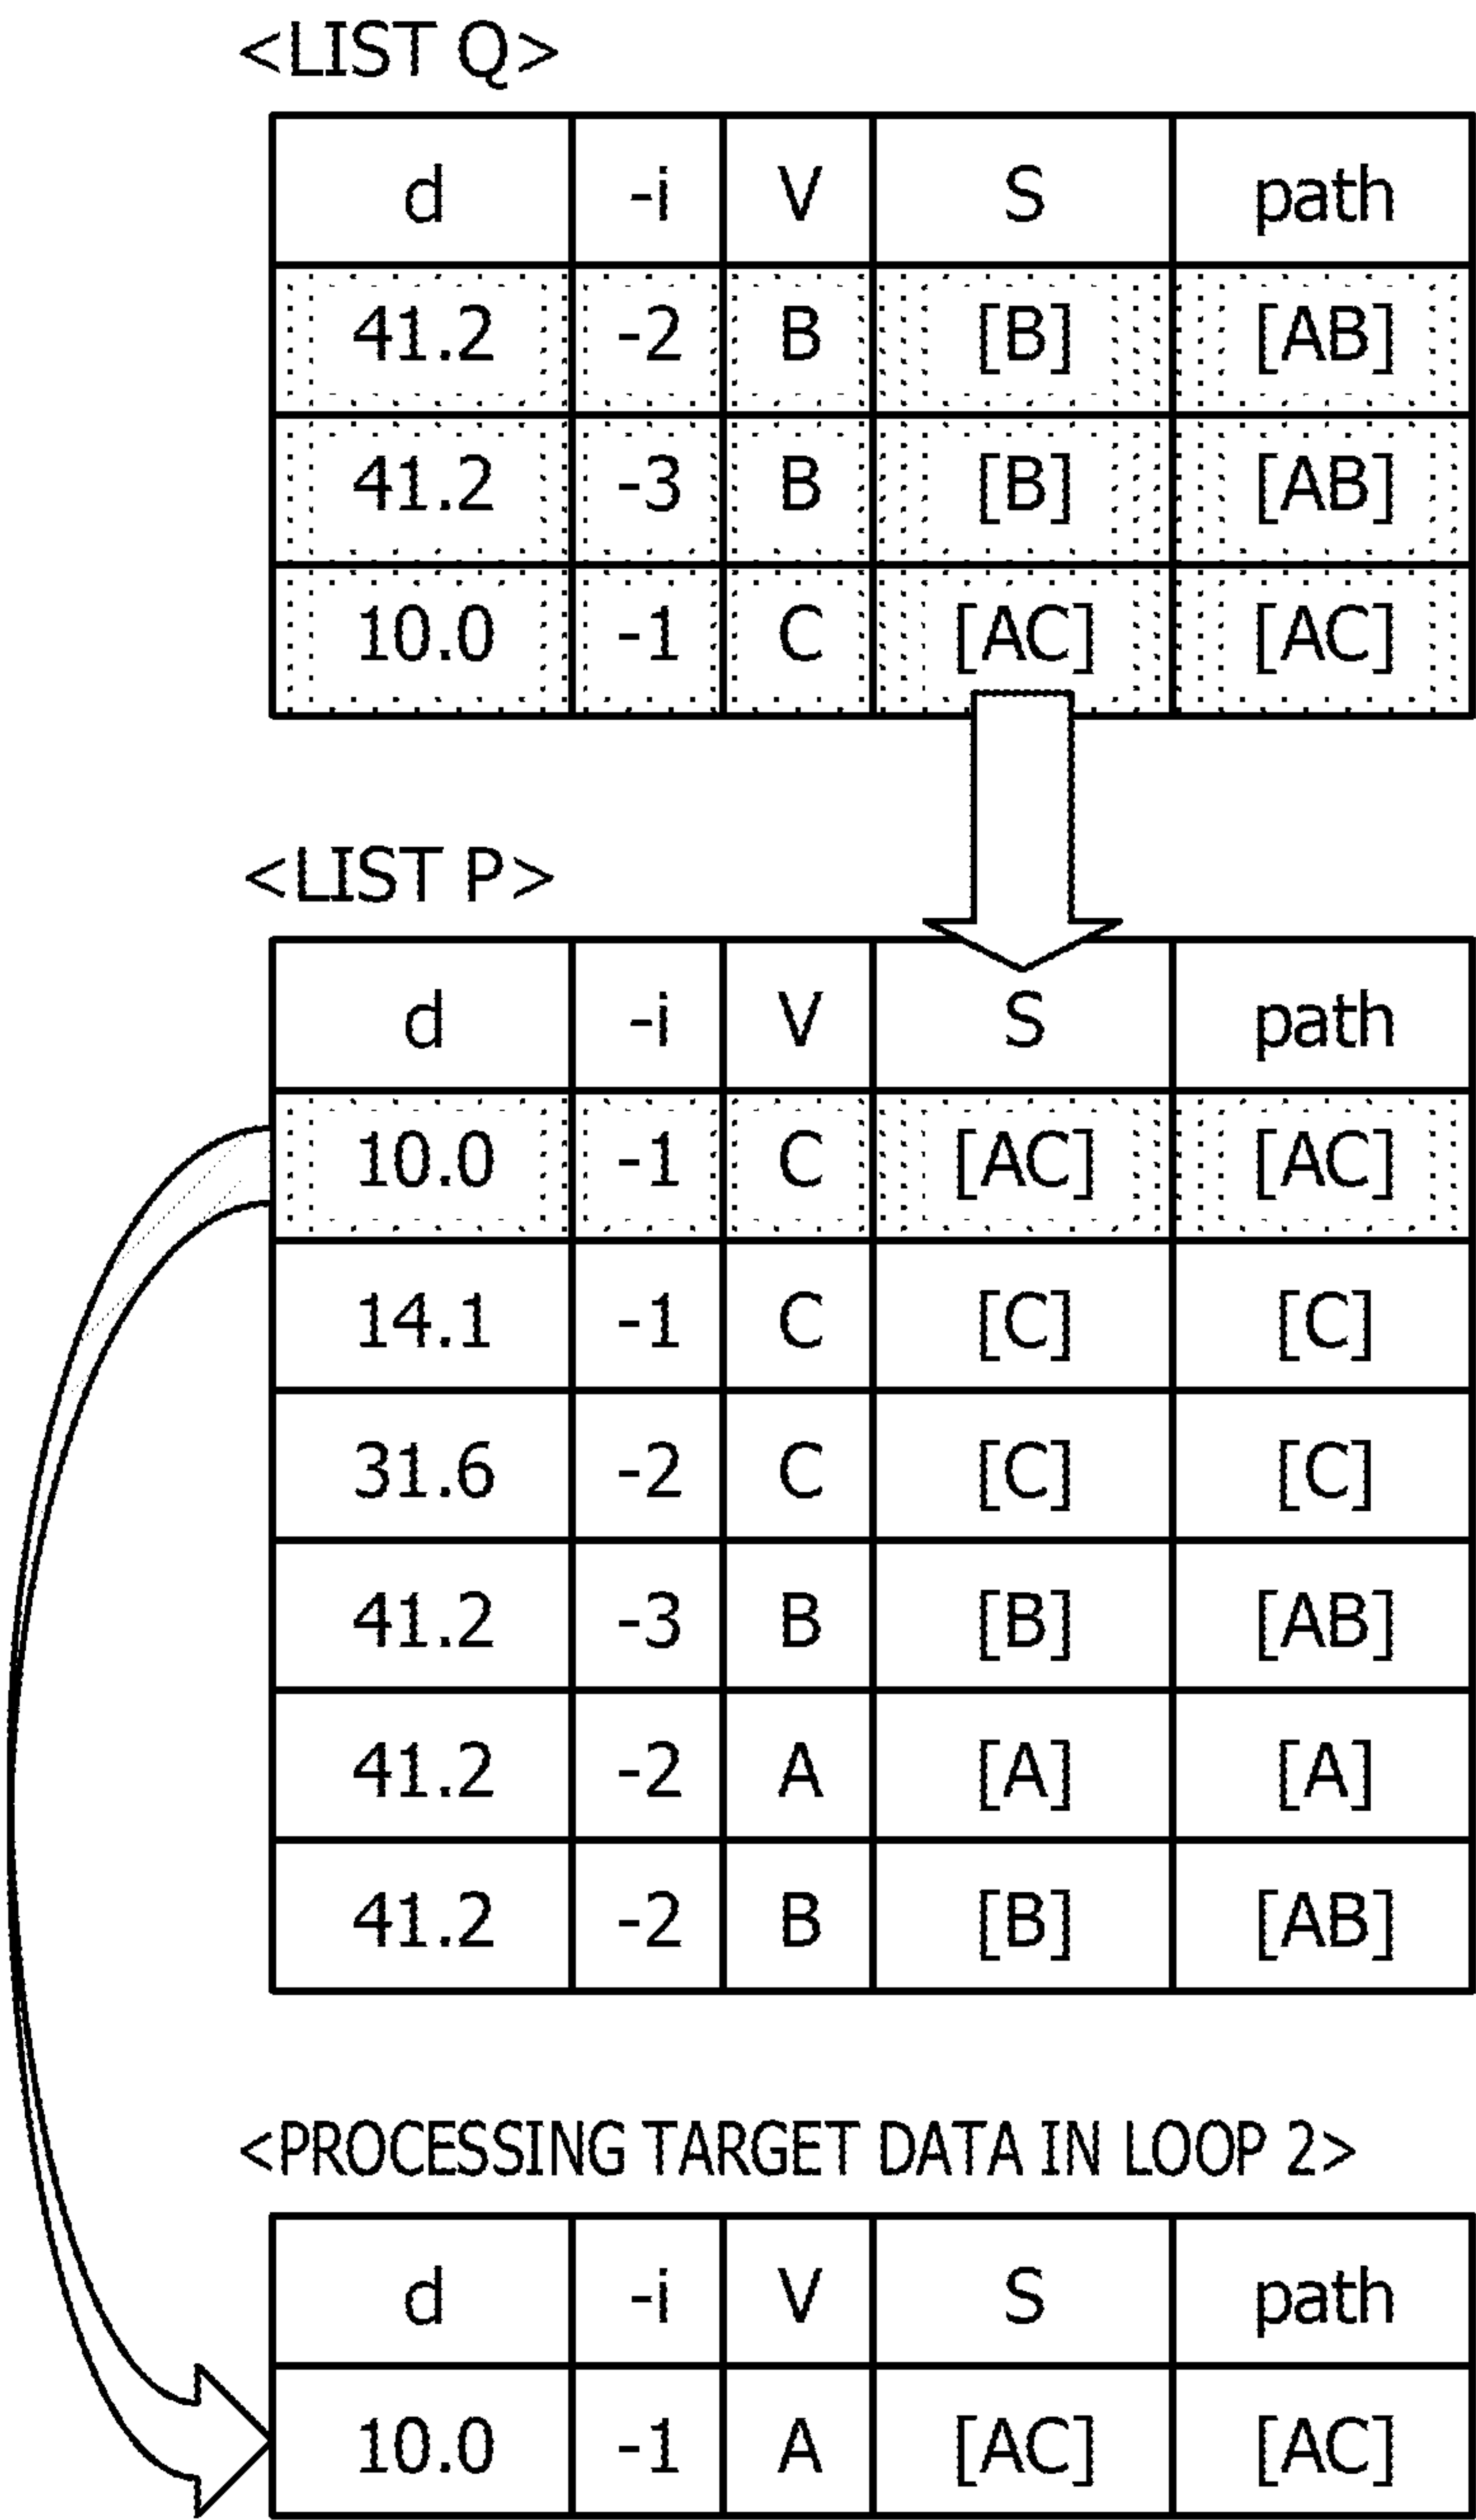 <LIST Q>
d -i V S path
41.2 -2 B [B] [AB]
41.2 -3 B [B] [AB]
10.0 -1 C [AC] [AC]
<LIST P>
d -i V S path
10.0 -1 C [AC] [AC]
14.1 -1 C [C] [C]
31.6 -2 C [C] [C]
41.2 -3 B [B] [AB]
41.2 -2 A [A] [A]
41.2 -2 B [B] [AB]
<PROCESSING TARGET DATA IN LOOP 2>
d -i V S path
10.0 -1 A [AC] [AC]